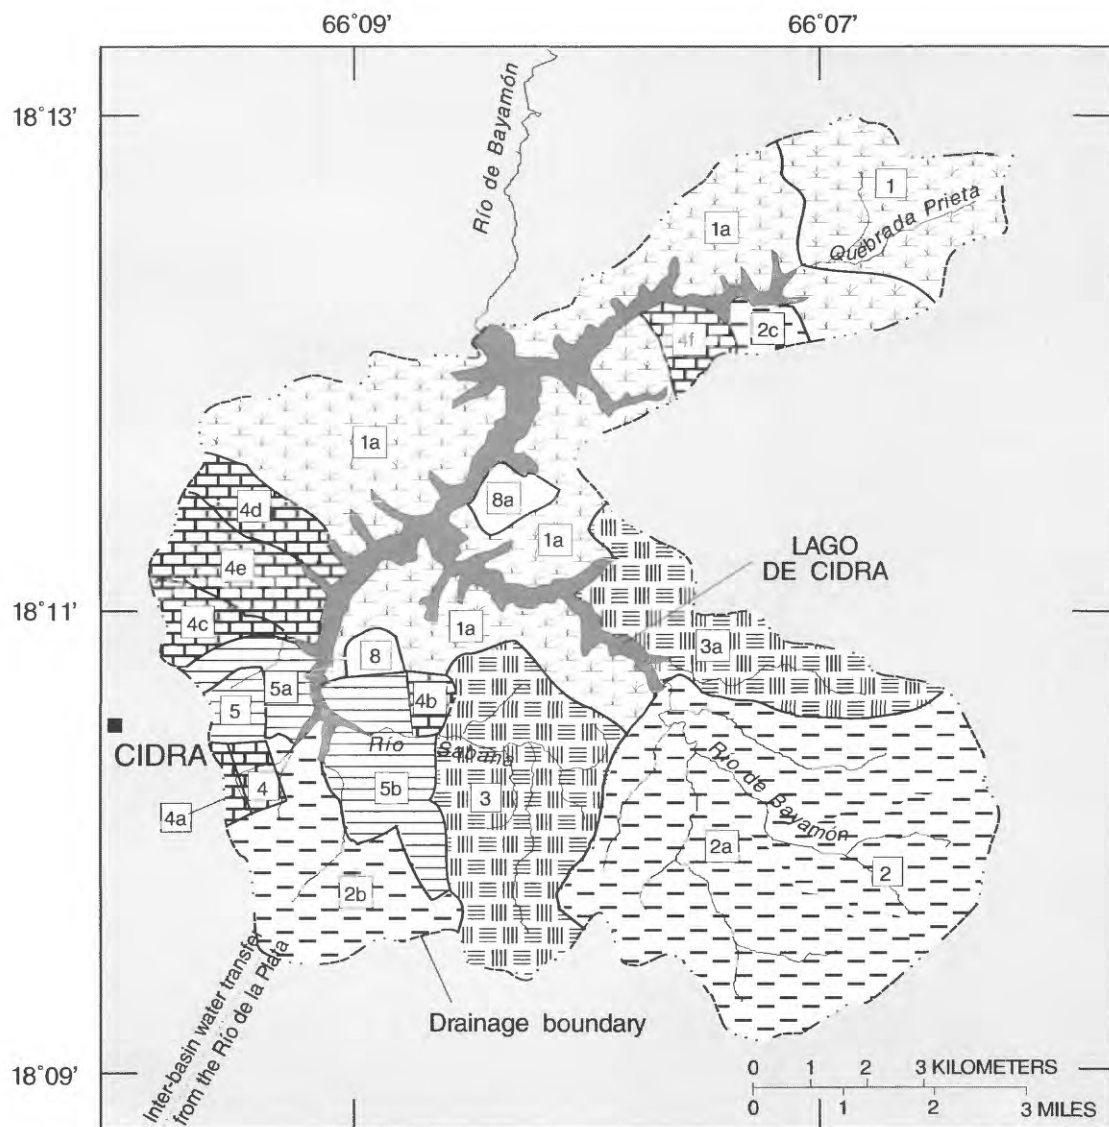 66°09'
66°07'
18°13'
Río de Bayamón
1
1a
Quebrada Prieta
2c
4f
1a
4d
8a
1a
LAGO
DE CIDRA
4e
18°11'
4c
1a
8
3a
5a
4b
5
CIDRA
Río Sabana
Río de Bayamón
4
5b
3
4a
2a
2
2b
Inter-basin water transfer
from the Río de la Plata
Drainage boundary
18°09'
0 1 2 3 KILOMETERS
0 1 2 3 MILES